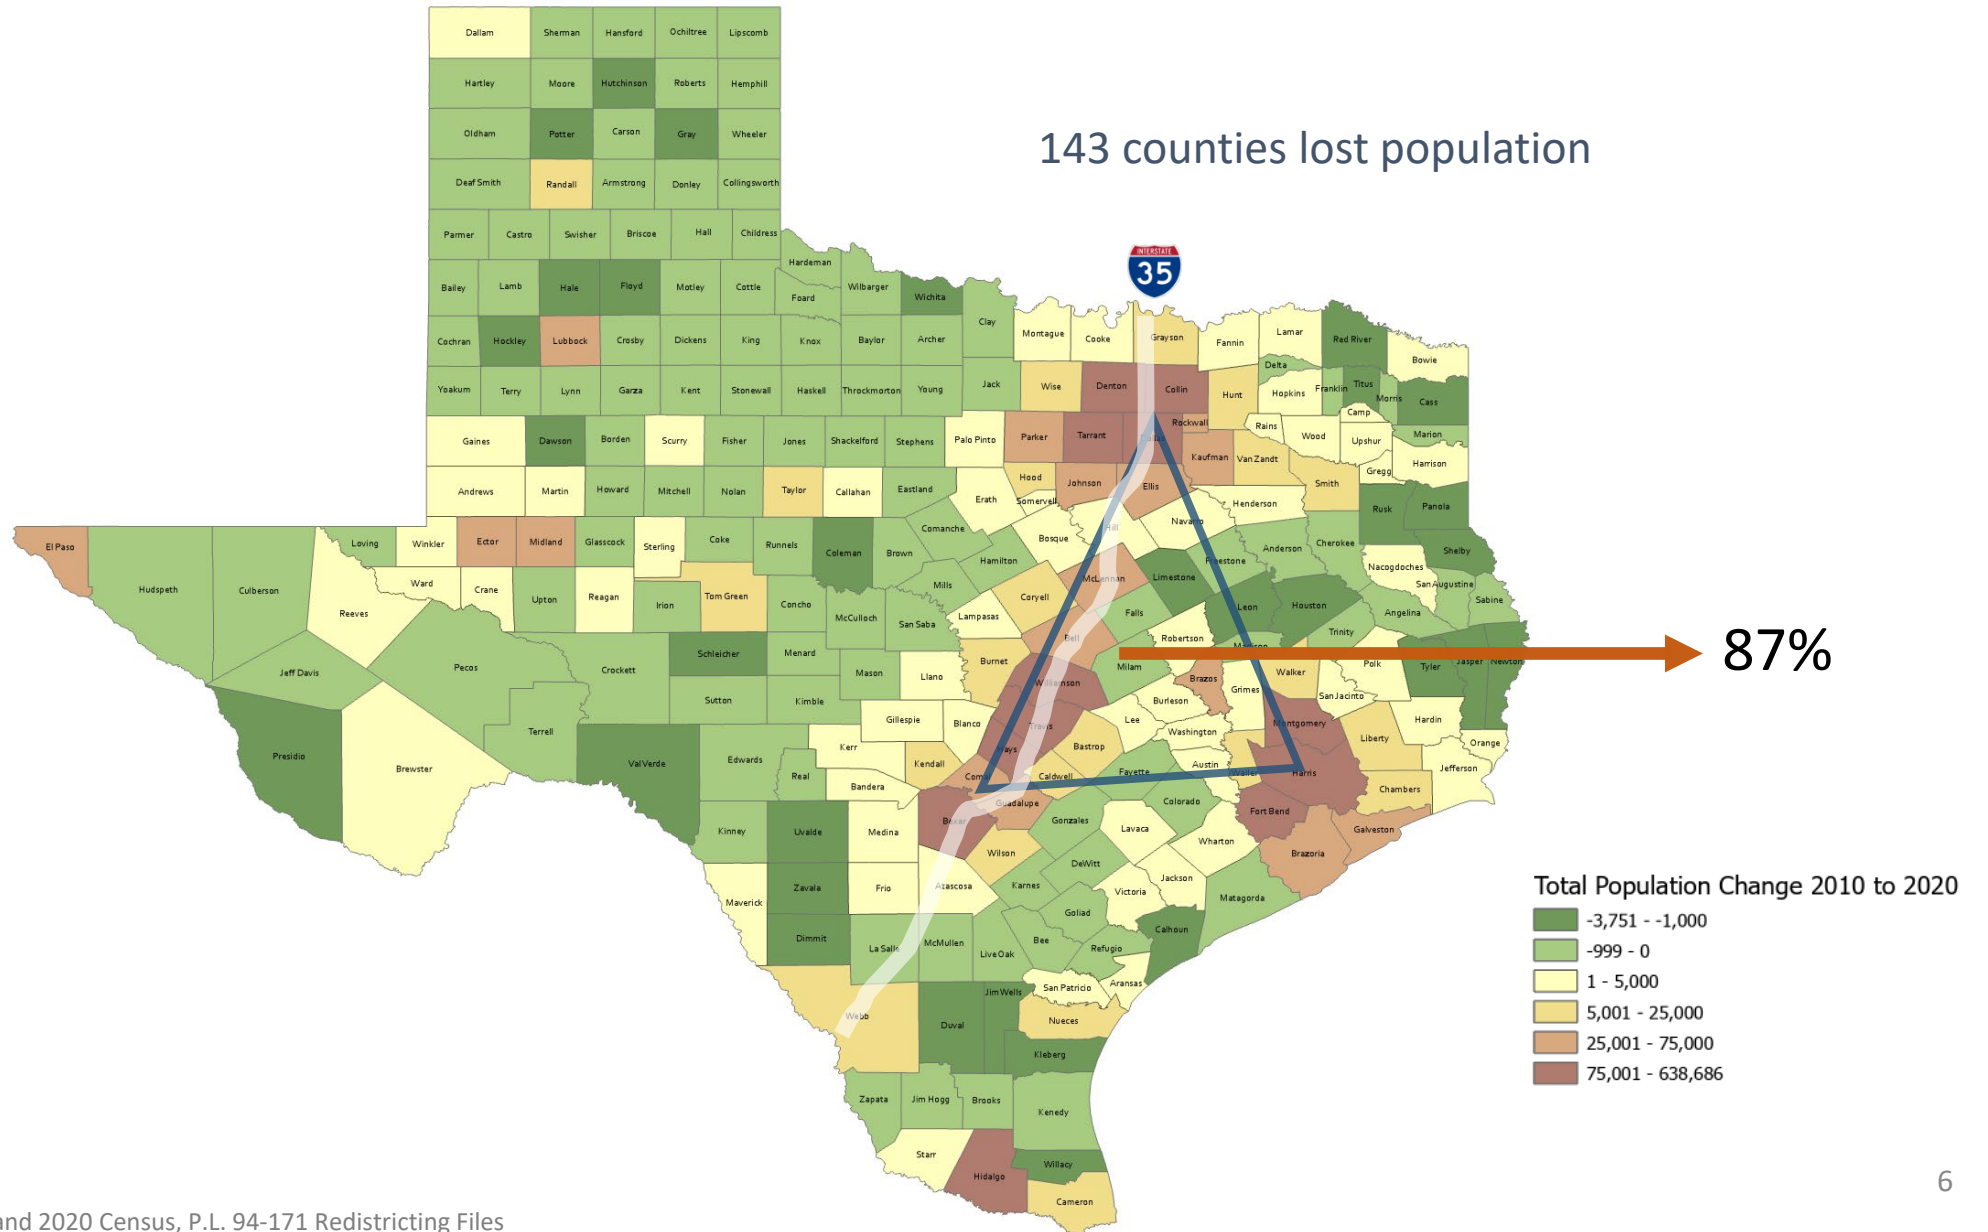 Dallam Sherman Hansford Ochiltree Lipscomb
Hartley Moore Hutchinson Roberts Hemphill
Oldham Potter Carson Gray Wheeler
143 counties lost population
Deaf Smith Randall Armstrong Donley Collingsworth
Parmer Castro Swisher Briscoe Hall Childress
Hardeman
INTERSTATE
35
Bailey Lamb Hale Floyd Motley Cottle Foard Wilbarger Wichita
Clay Montague Cooke Grayson Fannin Lamar Red River Bowie
Cochran Hockley Lubbock Crosby Dickens King Knox Baylor Archer
Delta
Yoakum Terry Lynn Garza Kent Stonewall Haskell Throckmorton Young Jack Wise Denton Collin Hunt Hopkins Franklin Titus Morris Cass
Camp
Gaines Dawson Borden Scurry Fisher Jones Shackelford Stephens Palo Pinto Parker Tarrant Dallas Rockwall Rains Wood Upshur Marion
Kaufman Van Zandt Gregg Harrison
Andrews Martin Howard Mitchell Nolan Taylor Callahan Eastland Erath Hood Johnson Ellis Smith
Somervell Henderson Rusk Panola
El Paso Hudspeth Culberson Loving Winkler Ector Midland Glasscock Sterling Coke Runnels Coleman Brown Comanche Bosque Hill Navarro Anderson Cherokee Shelby
Hamilton Freestone Nacogdoches
Reeves Ward Crane Upton Reagan Irion Tom Green Concho McCulloch Mills San Saba Lampasas Coryell McLennan Limestone Leon Houston San Augustine Sabine
Falls Angelina
Jeff Davis Pecos Crockett Schleicher Menard Mason Llano Burnet Bell Milam Robertson Madison Trinity Polk Tyler Jasper Newton
87%
Sutton Kimble Williamson Brazos Grimes Walker San Jacinto
Burleson
Presidio Brewster Terrell Val Verde Edwards Real Kerr Gillespie Blanco Travis Lee Washington Montgomery Liberty Hardin Orange
Hays Bastrop
Kendall Comal Caldwell Fayette Austin Waller Harris Chambers Jefferson
Bandera
Kinney Uvalde Medina Bexar Guadalupe Gonzales Colorado Fort Bend Galveston
Lavaca Wharton Brazoria
Wilson DeWitt
Maverick Zavala Frio Atascosa Karnes Victoria Jackson Matagorda
Goliad
Dimmit La Salle McMullen Live Oak Bee Refugio Calhoun
Aransas
Webb Duval Jim Wells San Patricio
Nueces
Kleberg
Zapata Jim Hogg Brooks Kenedy
Starr Hidalgo Willacy
Cameron
Total Population Change 2010 to 2020
-3,751 - -1,000
-999 - 0
1 - 5,000
5,001 - 25,000
25,001 - 75,000
75,001 - 638,686
6
and 2020 Census, P.L. 94-171 Redistricting Files